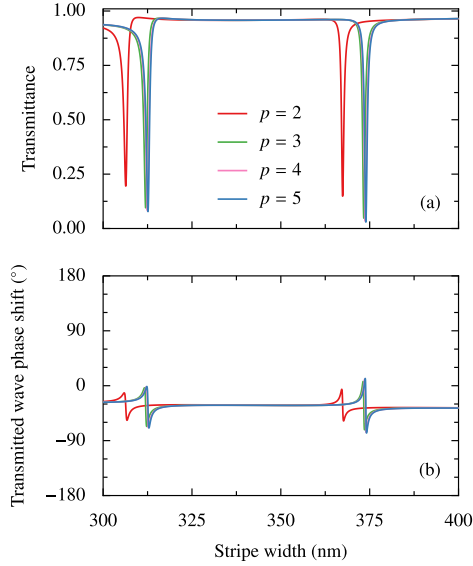 1.00
0.75
0.50
0.25
0.00
Transmittance
p = 2
p = 3
p = 4
p = 5
(a)
180
90
0
−90
−180
Transmitted wave phase shift (°)
(b)
300
325
350
375
400
Stripe width (nm)